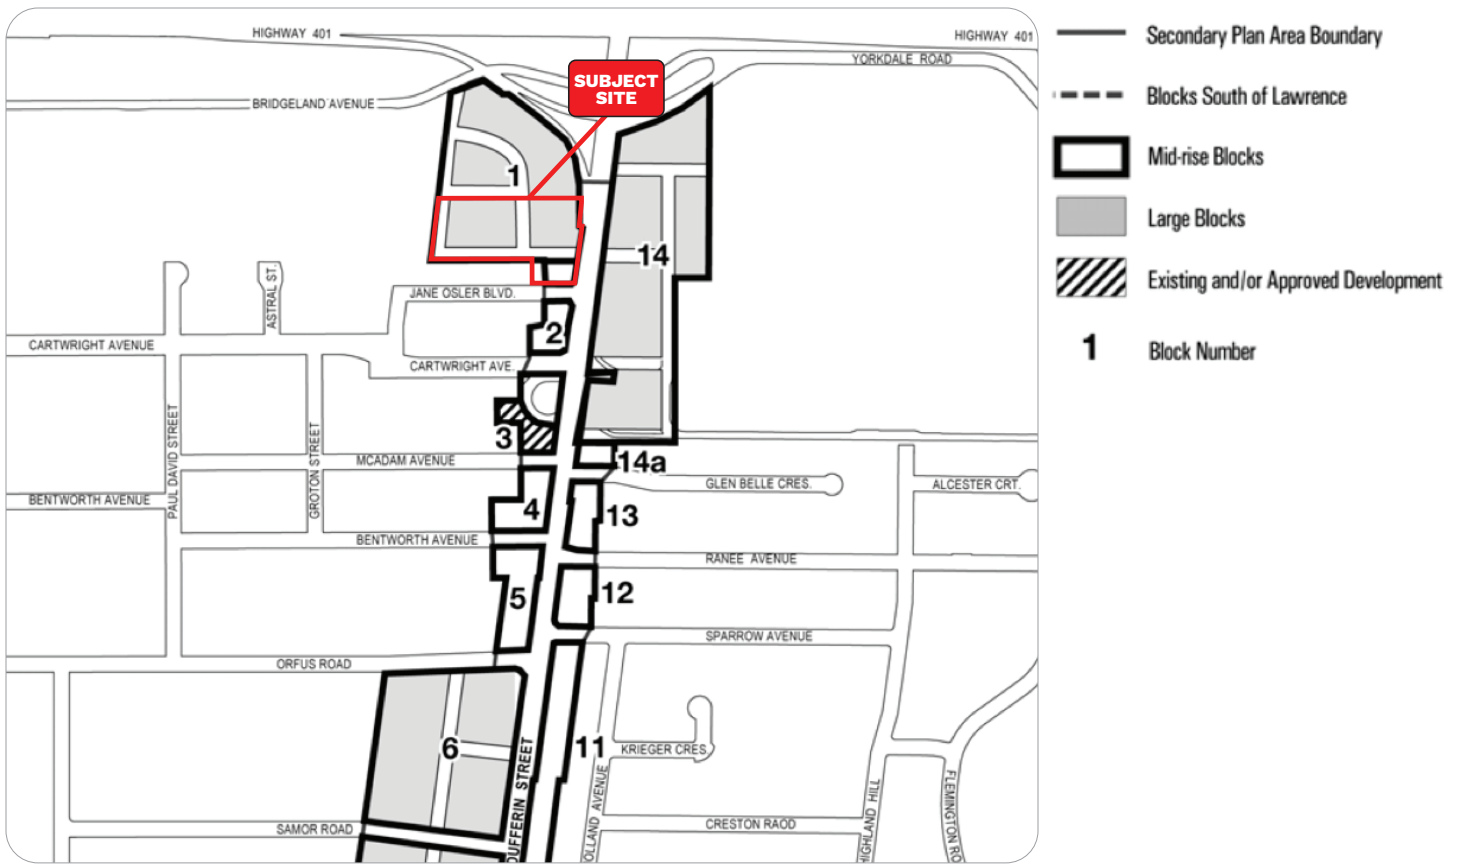 HIGHWAY 401
HIGHWAY 401
YORKDALE ROAD
SUBJECT
SITE
BRIDGELAND AVENUE
1
14
ASTRAL ST.
JANE OSLER BLVD.
2
CARTWRIGHT AVENUE
CARTWRIGHT AVE.
PAUL DAVID STREET
GROTON STREET
3
MCADAM AVENUE
14a
GLEN BELLE CRES.
ALCESTER CRT.
BENTWORTH AVENUE
4
13
BENTWORTH AVENUE
RANEE AVENUE
5
12
SPARROW AVENUE
ORFUS ROAD
6
DUFFERIN STREET
11
KRIEGER CRES.
OLLAND AVENUE
HIGHLAND HILL
FLEMINGTON RO
SAMOR ROAD
CRESTON RAOD
Secondary Plan Area Boundary
Blocks South of Lawrence
Mid-rise Blocks
Large Blocks
Existing and/or Approved Development
1 Block Number